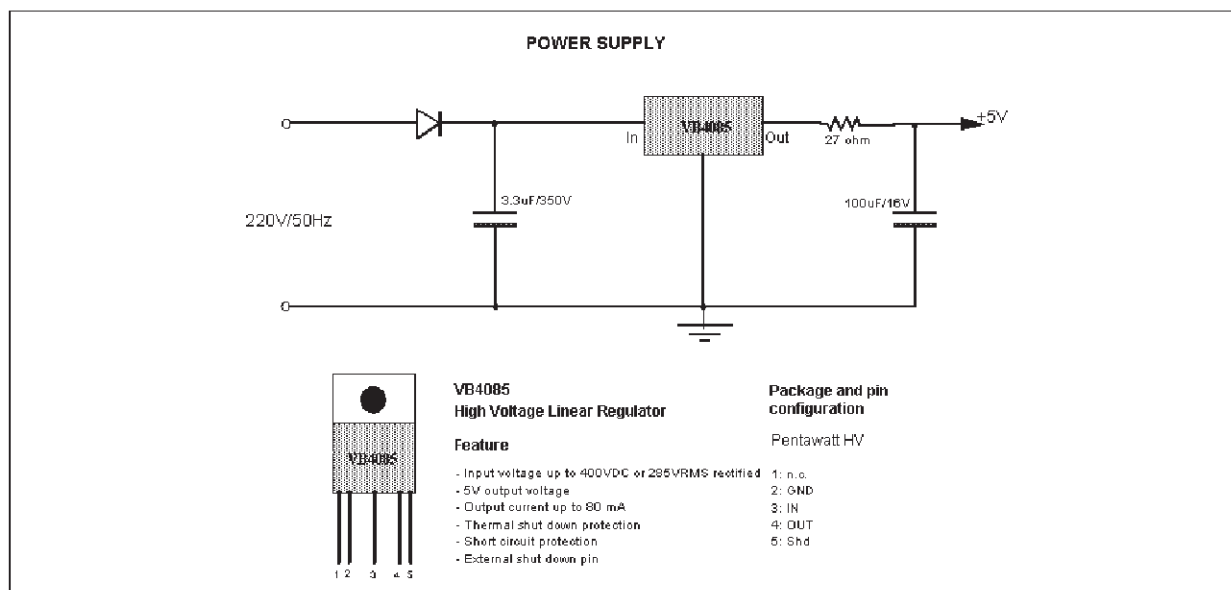 POWER SUPPLY
+5V
VB4085
In
Out
27 ohm
3.3uF/350V
100uF/16V
220V/50Hz
VB4085
High Voltage Linear Regulator
Feature
- Input voltage up to 400VDC or 285VRMS rectified
- 5V output voltage
- Output current up to 80 mA
- Thermal shut down protection
- Short circuit protection
- External shut down pin
Package and pin
configuration
Pentawatt HV
1: n.c.
2: GND
3: IN
4: OUT
5: Shd
VB4085
1 2 3 4 5